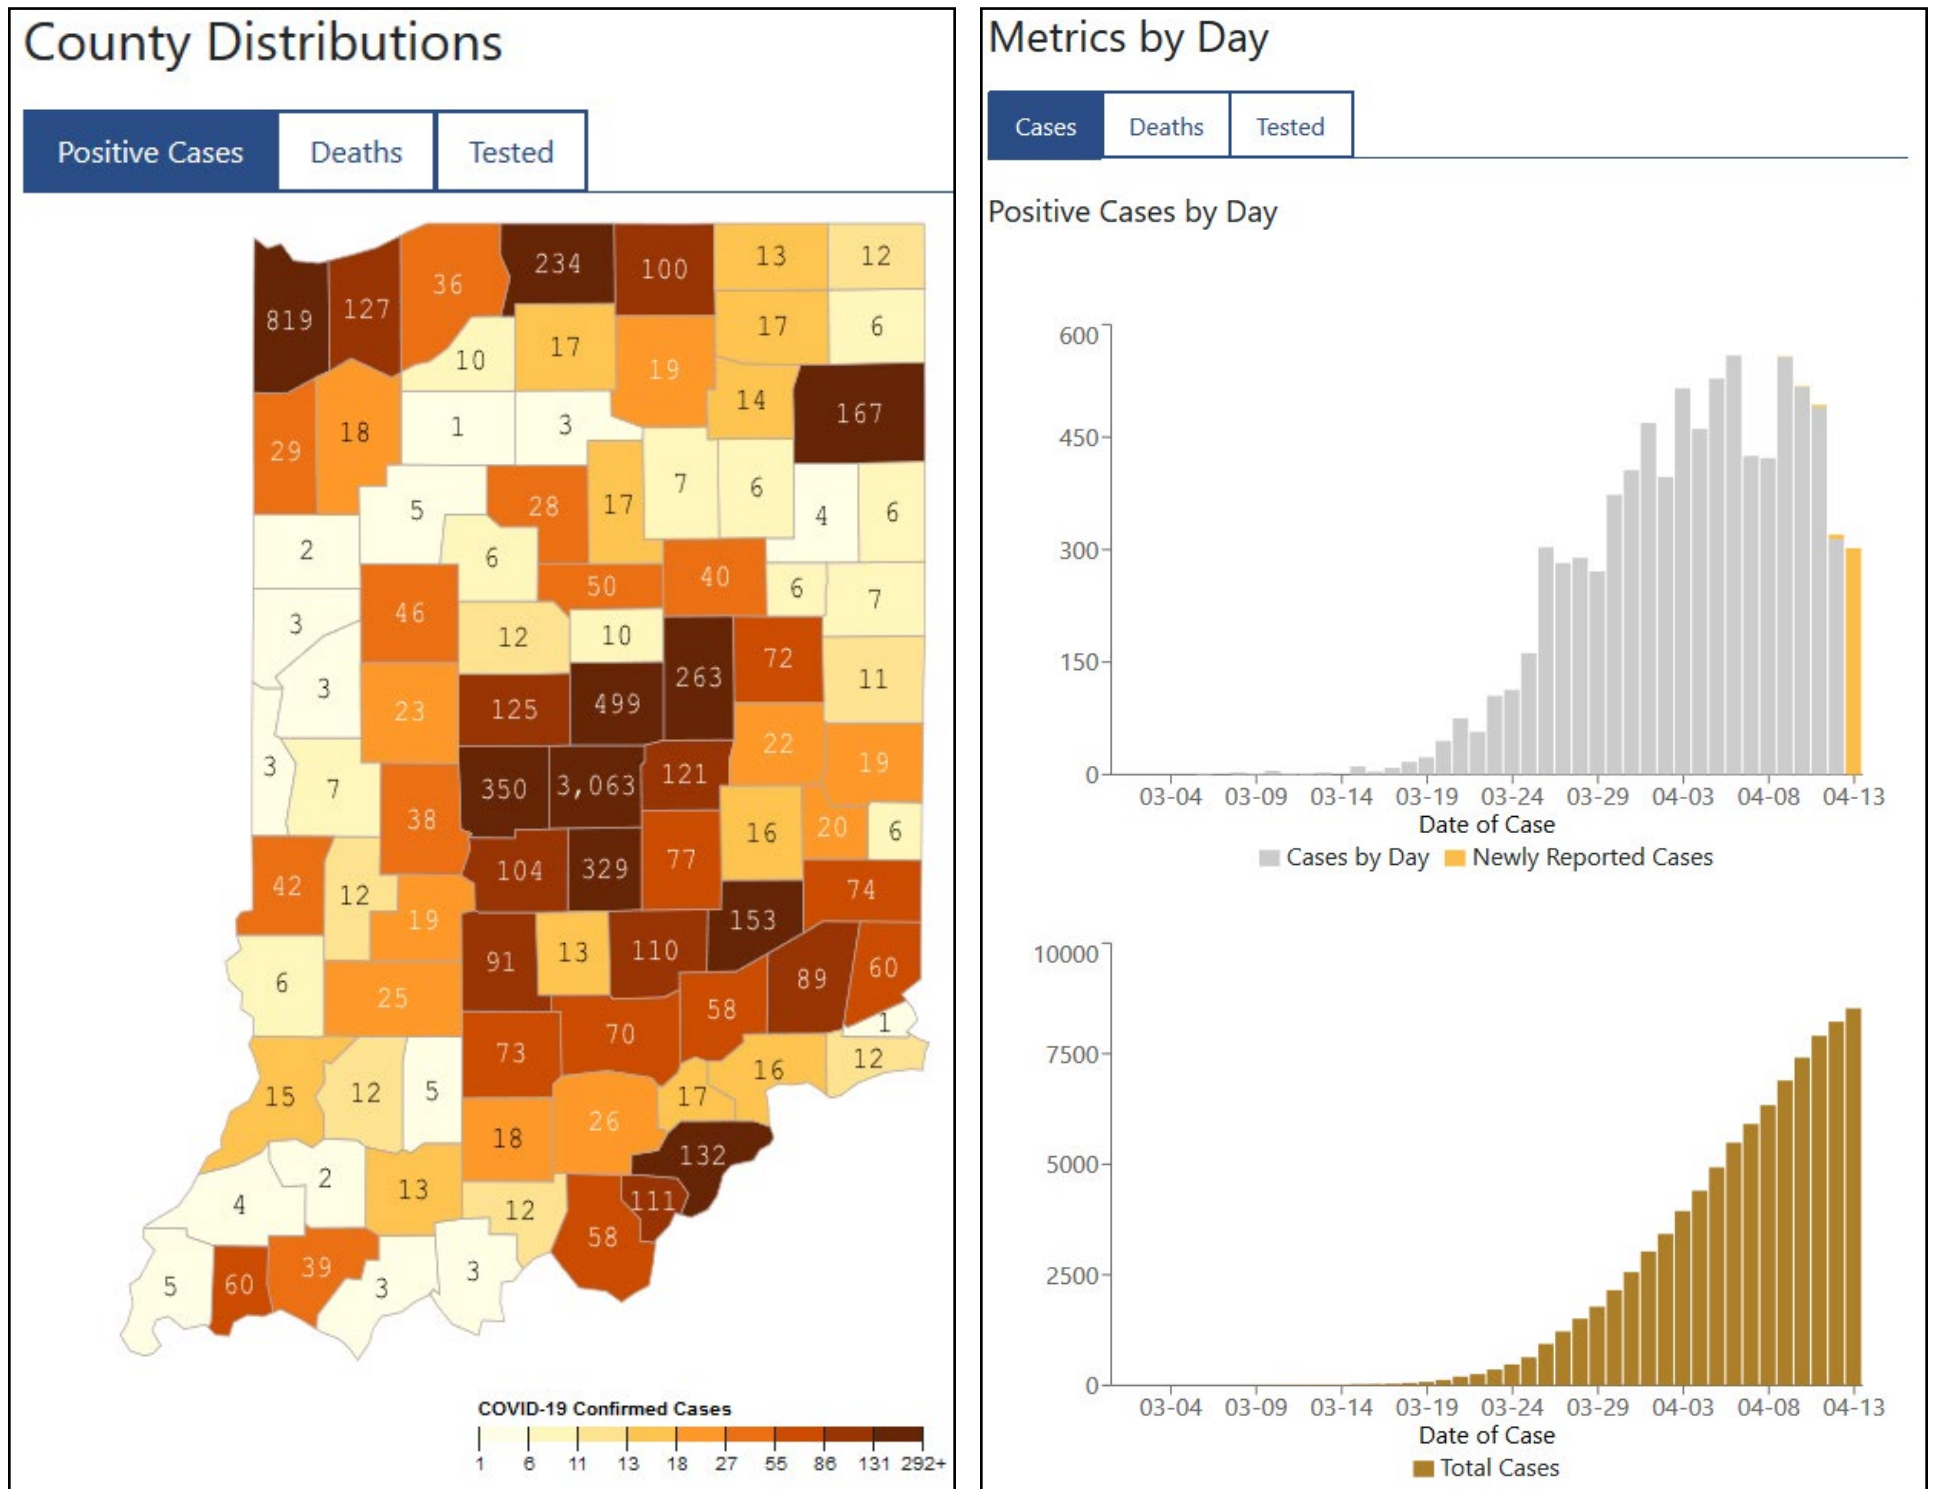 County Distributions
Positive Cases Deaths Tested
234 100 13 12
36
819 127
17 6
10 17 19
14 167
29 18 1 3
7 6
5 28 17 4 6
2 6
50 40 6 7
46
3 12 10
72
3 23 263 11
125 499
22 19
3 7 350 3,063 121
38 16 20 6
104 329 77
42 12 74
19 153
91 13 110 89 60
6 25 58
70 1
73 12
15 12 5 17 16
18 26
132
4 2 13 12 111
58
5 60 39 3 3
COVID-19 Confirmed Cases
1 6 11 13 18 27 55 86 131 292+
Metrics by Day
Cases Deaths Tested
Positive Cases by Day
600
450
300
150
0
03-04 03-09 03-14 03-19 03-24 03-29 04-03 04-08 04-13
Date of Case
Cases by Day Newly Reported Cases
10000
7500
5000
2500
0
03-04 03-09 03-14 03-19 03-24 03-29 04-03 04-08 04-13
Date of Case
Total Cases